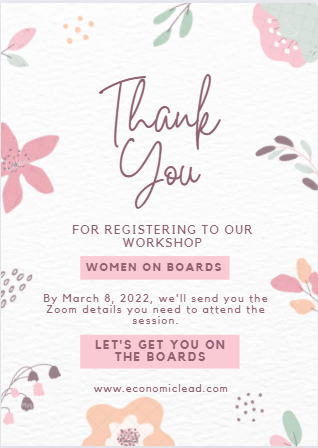 Thank
You
FOR REGISTERING TO OUR
WORKSHOP
WOMEN ON BOARDS
By March 8, 2022, we'll send you the
Zoom details you need to attend the
session.
LET'S GET YOU ON
THE BOARDS
www.economiclead.com